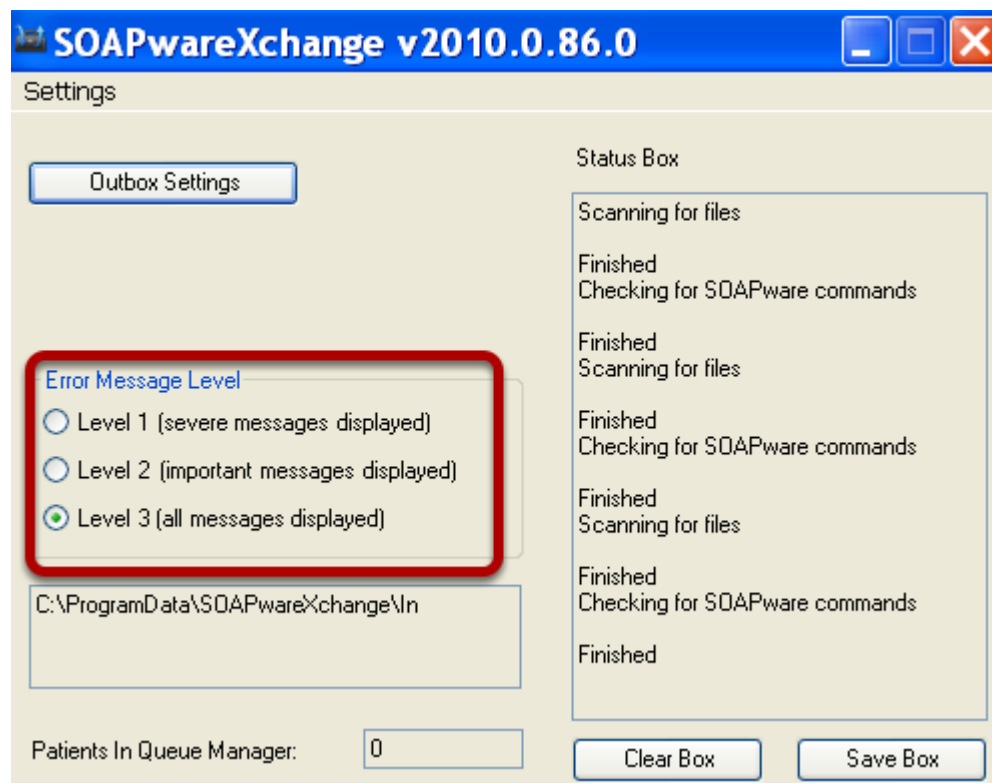 SOAPwareXchange v2010.0.86.0
Settings
Outbox Settings
Error Message Level
Level 1 (severe messages displayed)
Level 2 (important messages displayed)
Level 3 (all messages displayed)
C:\ProgramData\SOAPwareXchange\In
Patients In Queue Manager:
0
Status Box
Scanning for files
Finished
Checking for SOAPware commands
Finished
Scanning for files
Finished
Checking for SOAPware commands
Finished
Scanning for files
Finished
Checking for SOAPware commands
Finished
Clear Box
Save Box